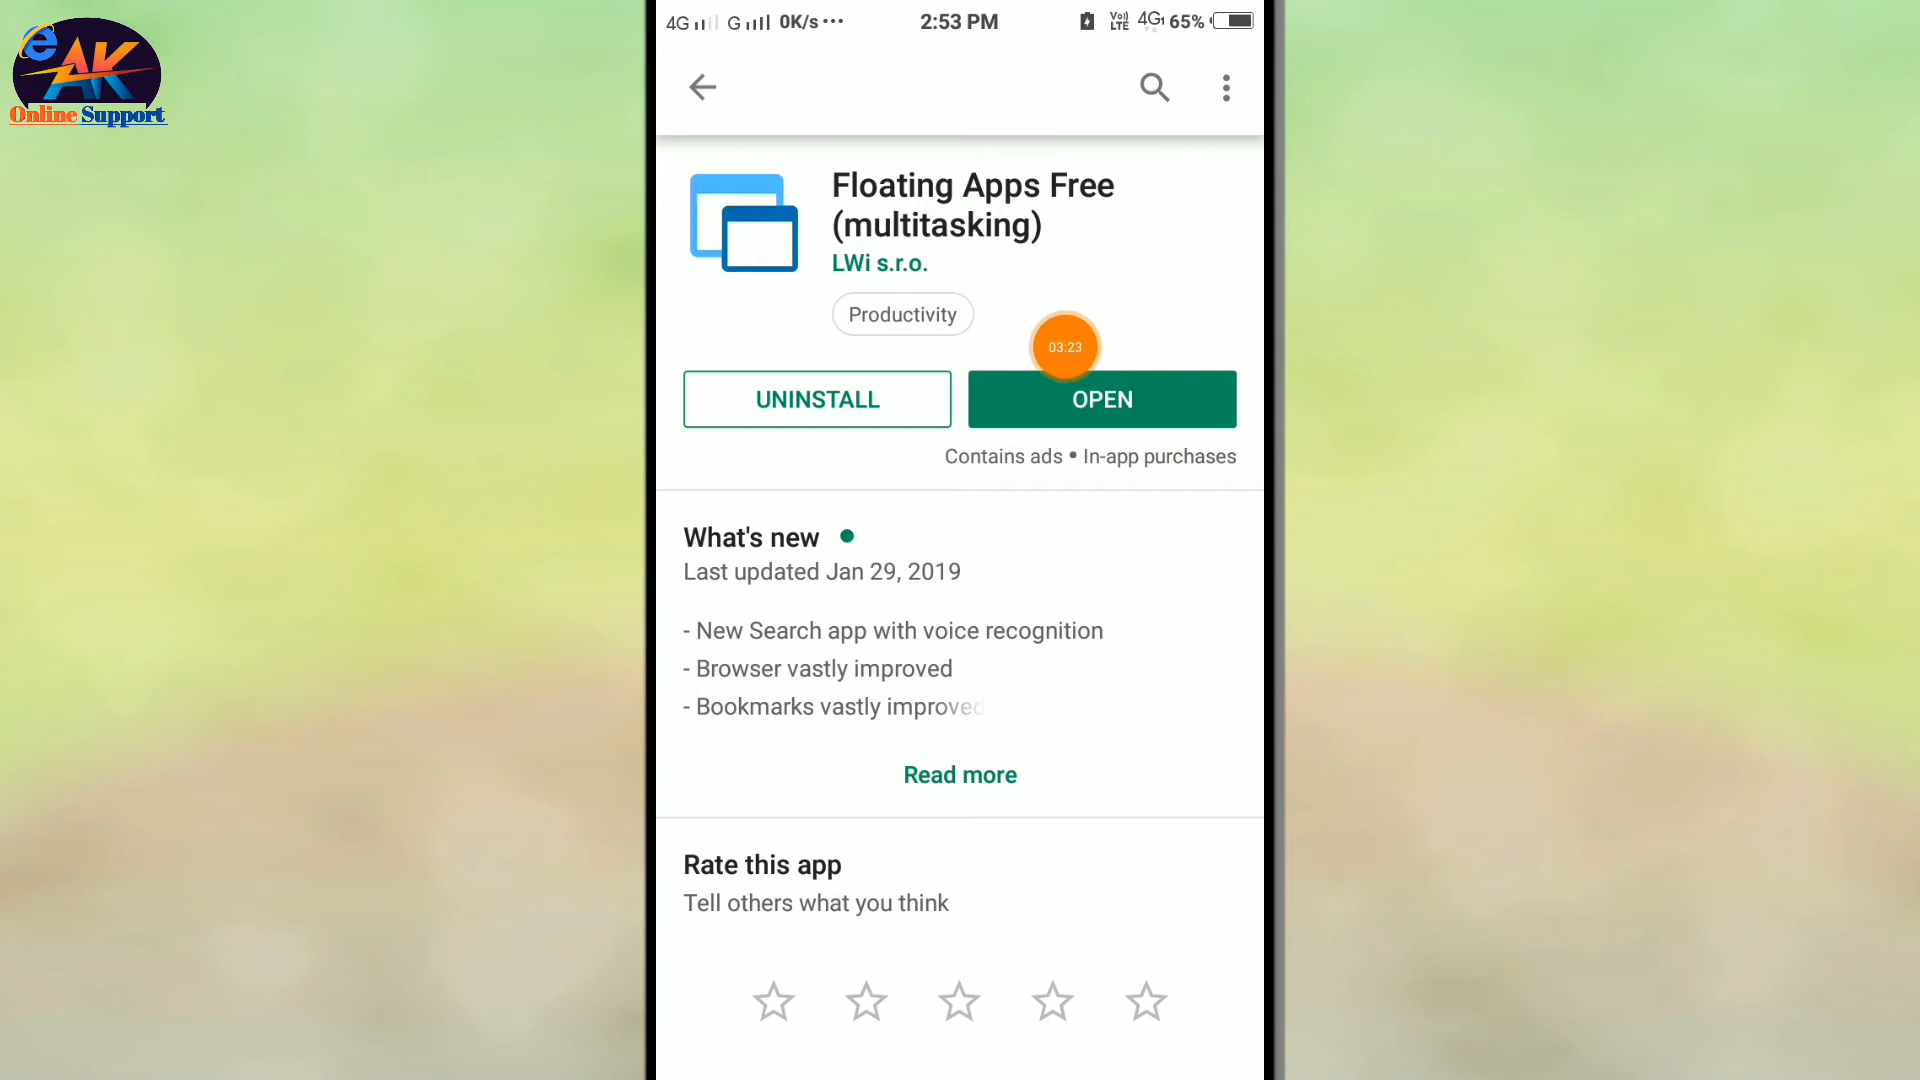 e AK
Online Support
4G G 0K/s ··· 2:53 PM Vo)) LTE 4G 65%
Floating Apps Free
(multitasking)
LWi s.r.o.
Productivity
03:23
UNINSTALL OPEN
Contains ads • In-app purchases
What's new
Last updated Jan 29, 2019
- New Search app with voice recognition
- Browser vastly improved
- Bookmarks vastly improved
Read more
Rate this app
Tell others what you think